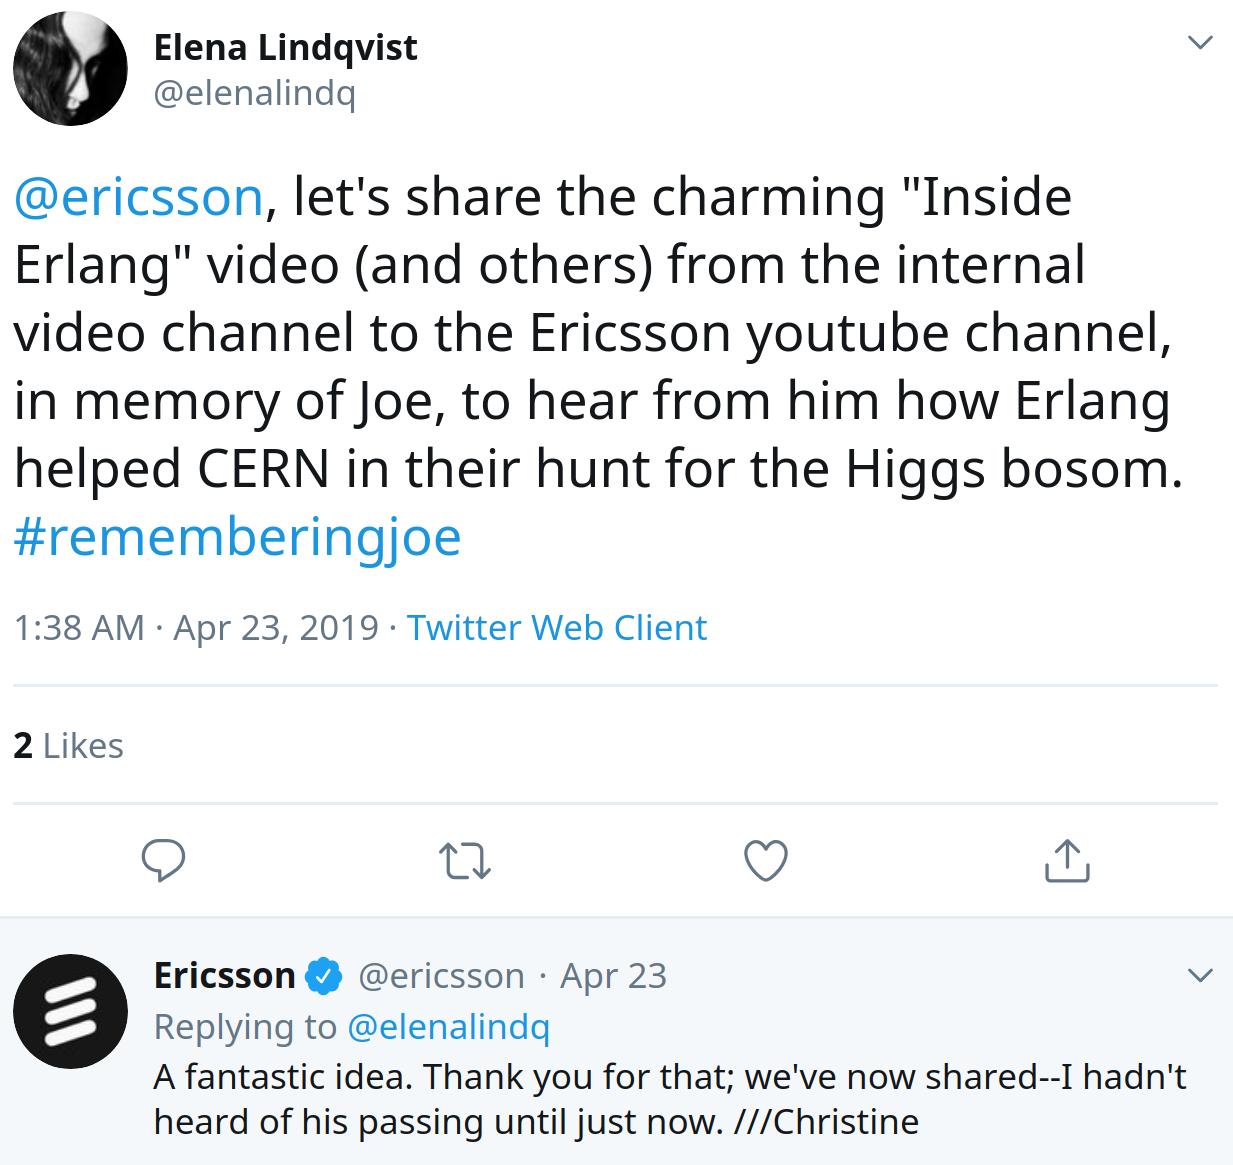 Elena Lindqvist
@elenalindq
@ericsson, let's share the charming "Inside
Erlang" video (and others) from the internal
video channel to the Ericsson youtube channel,
in memory of Joe, to hear from him how Erlang
helped CERN in their hunt for the Higgs bosom.
#rememberingjoe
1:38 AM · Apr 23, 2019 · Twitter Web Client
2 Likes
Ericsson @ericsson · Apr 23
Replying to @elenalindq
A fantastic idea. Thank you for that; we've now shared--I hadn't
heard of his passing until just now. ///Christine